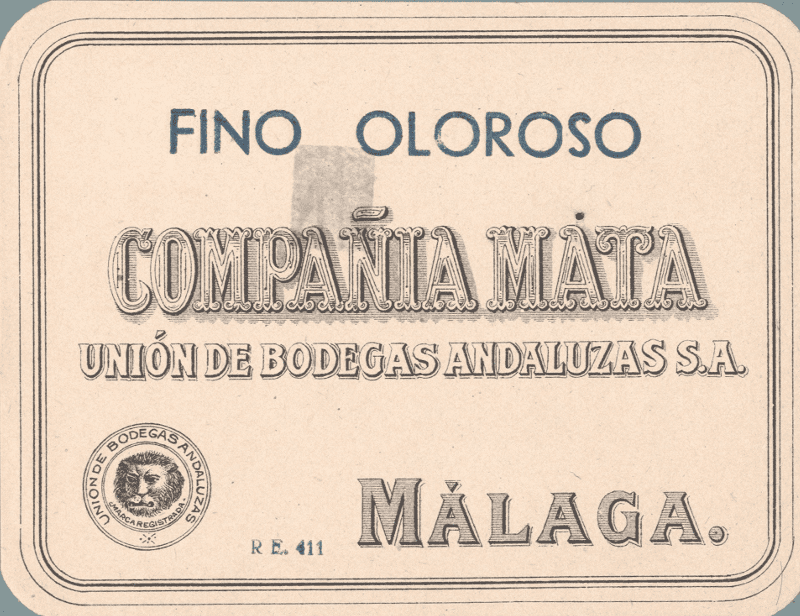 FINO OLOROSO
COMPAÑIA MATA
UNIÓN DE BODEGAS ANDALUZAS S.A.
UNION DE BODEGAS ANDALUZAS
MARCA REGISTRADA
R E. 411
MÁLAGA.